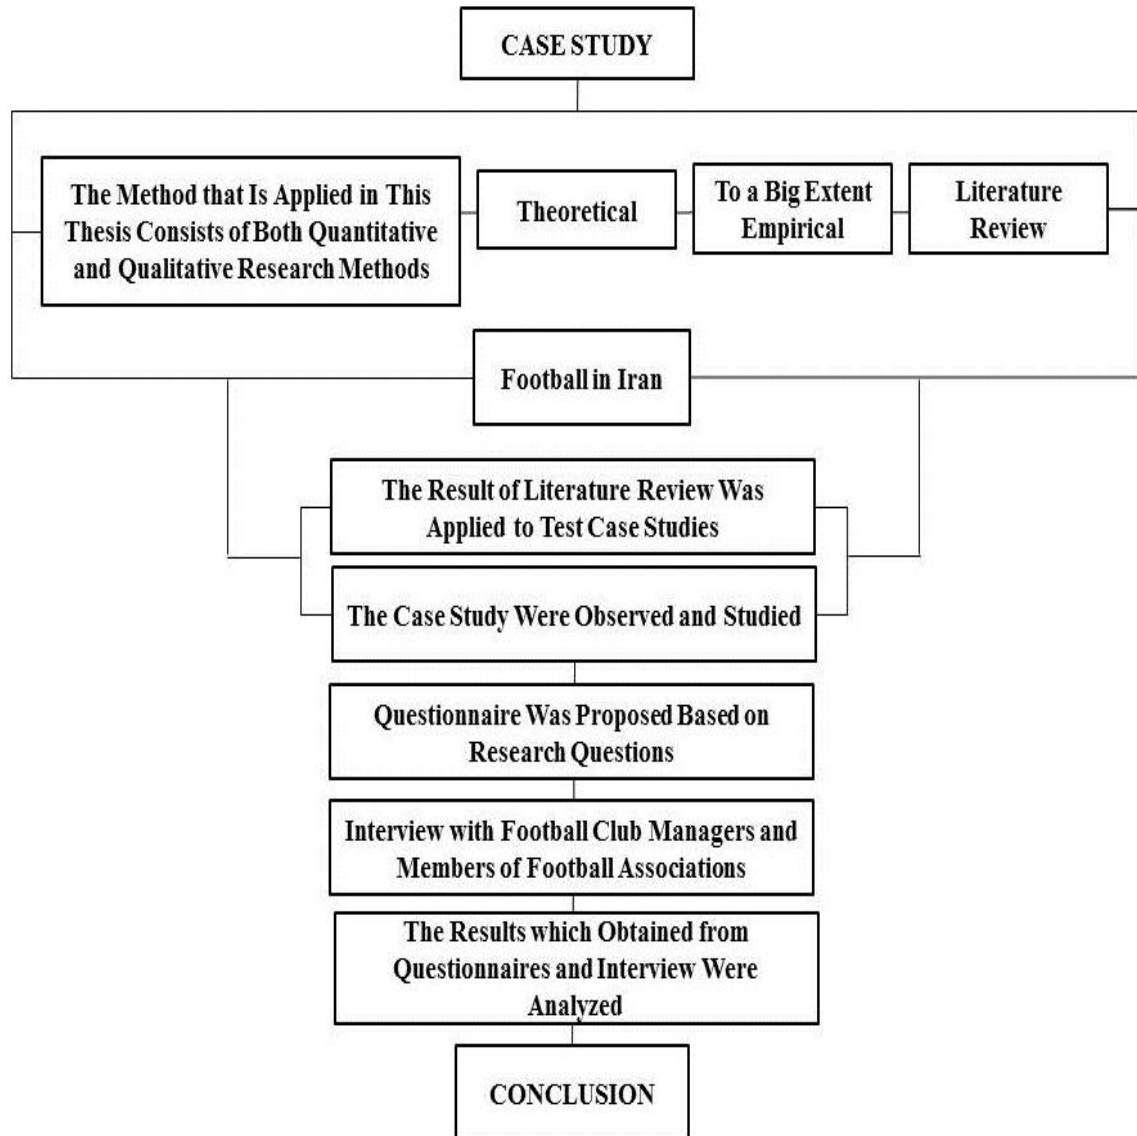 CASE STUDY
The Method that Is Applied in This
Thesis Consists of Both Quantitative
and Qualitative Research Methods
Theoretical
To a Big Extent
Empirical
Literature
Review
Football in Iran
The Result of Literature Review Was
Applied to Test Case Studies
The Case Study Were Observed and Studied
Questionnaire Was Proposed Based on
Research Questions
Interview with Football Club Managers and
Members of Football Associations
The Results which Obtained from
Questionnaires and Interview Were
Analyzed
CONCLUSION